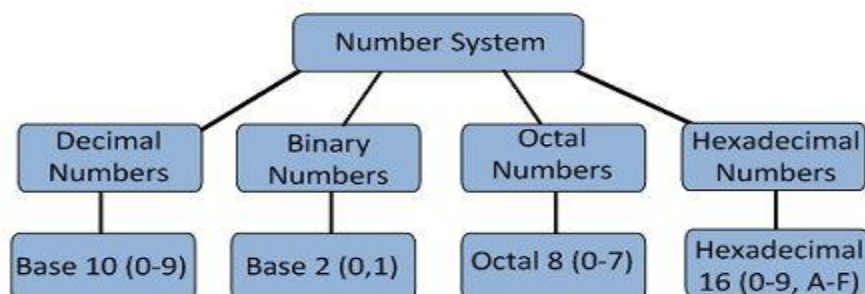 Number System
Decimal
Numbers
Binary
Numbers
Octal
Numbers
Hexadecimal
Numbers
Base 10 (0-9)
Base 2 (0,1)
Octal 8 (0-7)
Hexadecimal
16 (0-9, A-F)